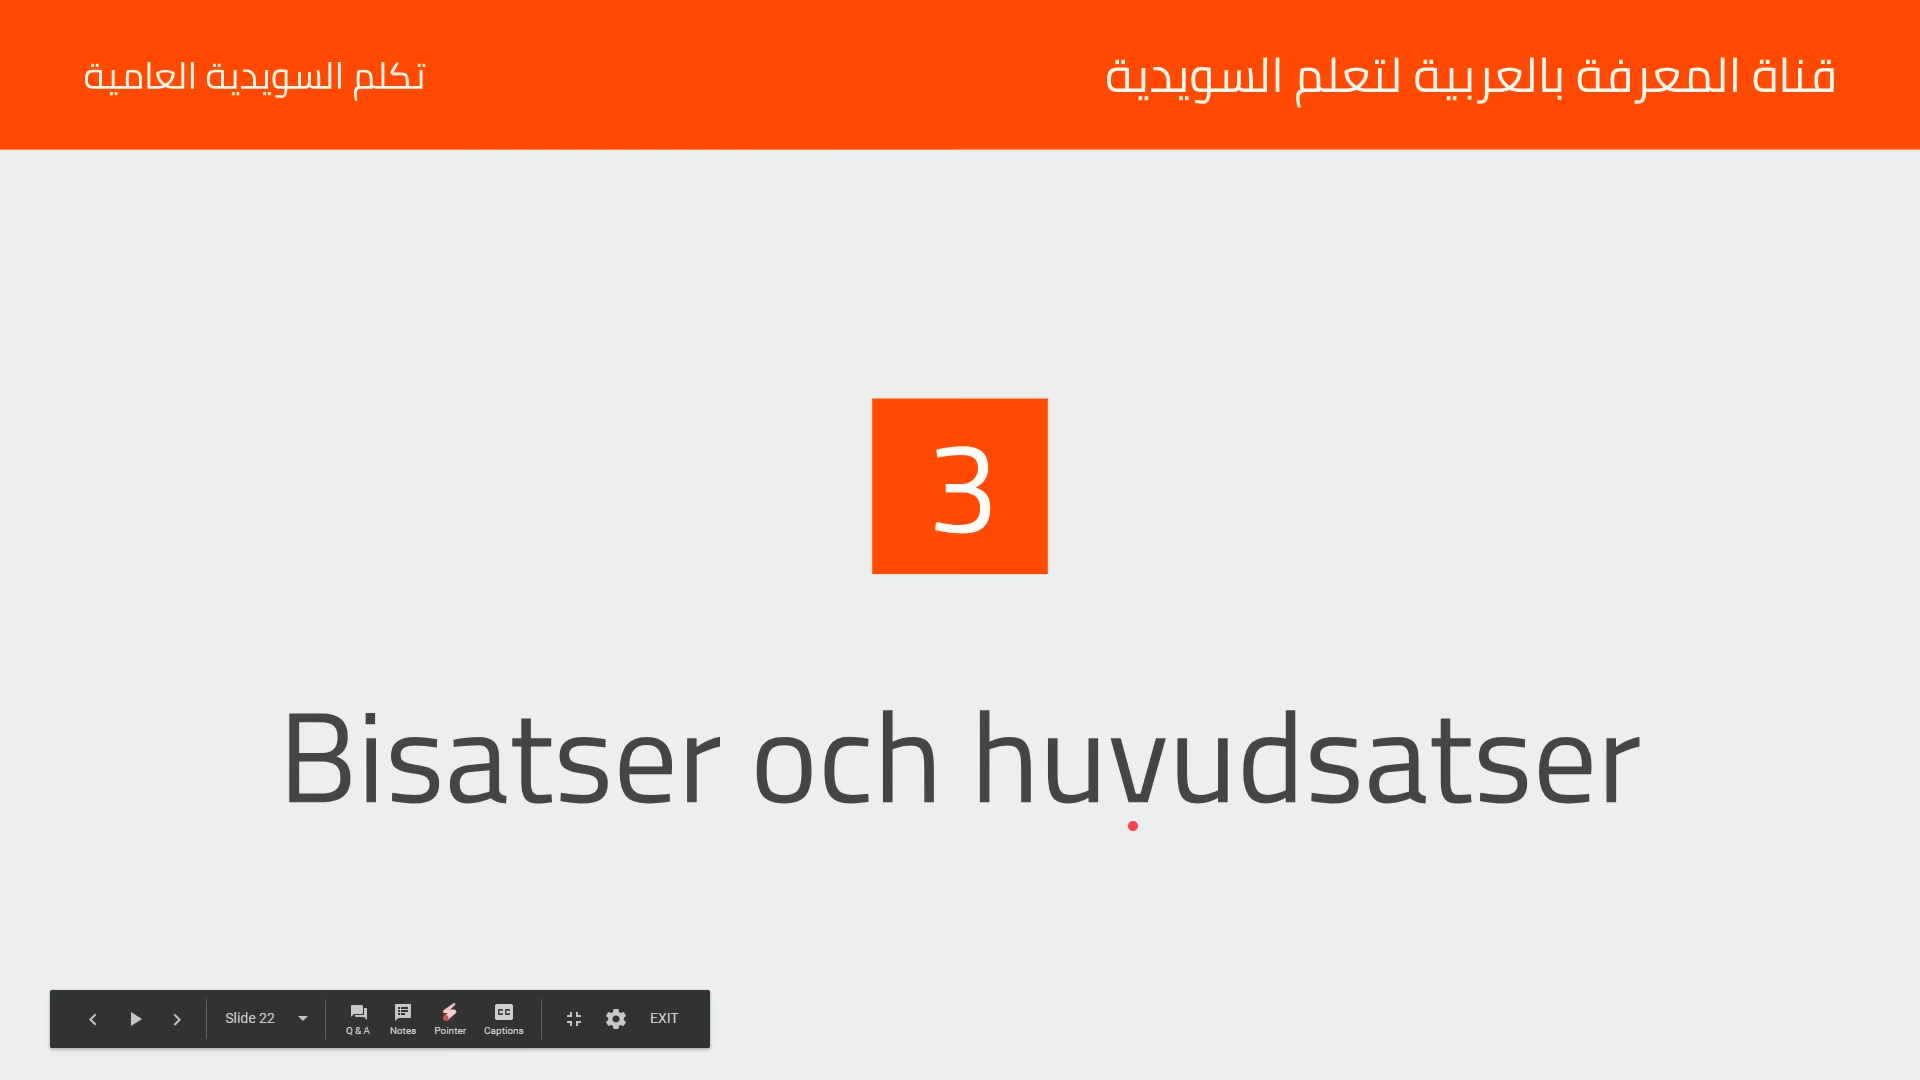 قناة المعرفة بالعربية لتعلم السويدية
تكلم السويدية العامية
3
Bisatser och huvudsatser
Slide 22
Q & A
Notes
Pointer
Captions
EXIT